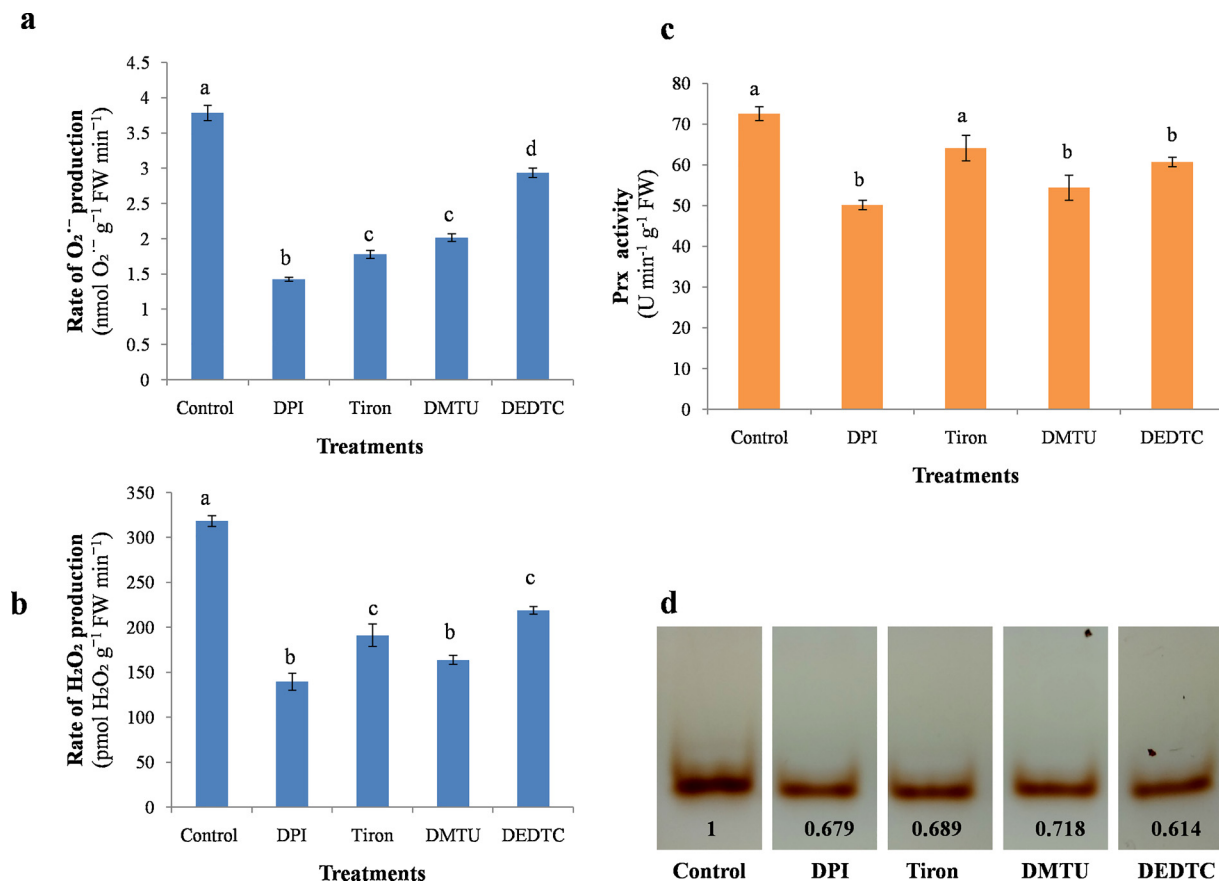 a
Rate of O₂˙⁻ production
(nmol O₂˙⁻ g⁻¹ FW min⁻¹)
4.5
4
3.5
3
2.5
2
1.5
1
0.5
0
a
b
c
c
d
Control DPI Tiron DMTU DEDTC
Treatments
b
Rate of H₂O₂ production
(pmol H₂O₂ g⁻¹ FW min⁻¹)
350
300
250
200
150
100
50
0
a
b
c
b
c
Control DPI Tiron DMTU DEDTC
Treatments
c
Prx activity
(U min⁻¹ g⁻¹ FW)
80
70
60
50
40
30
20
10
0
a
b
a
b
b
Control DPI Tiron DMTU DEDTC
Treatments
d
1 0.679 0.689 0.718 0.614
Control DPI Tiron DMTU DEDTC